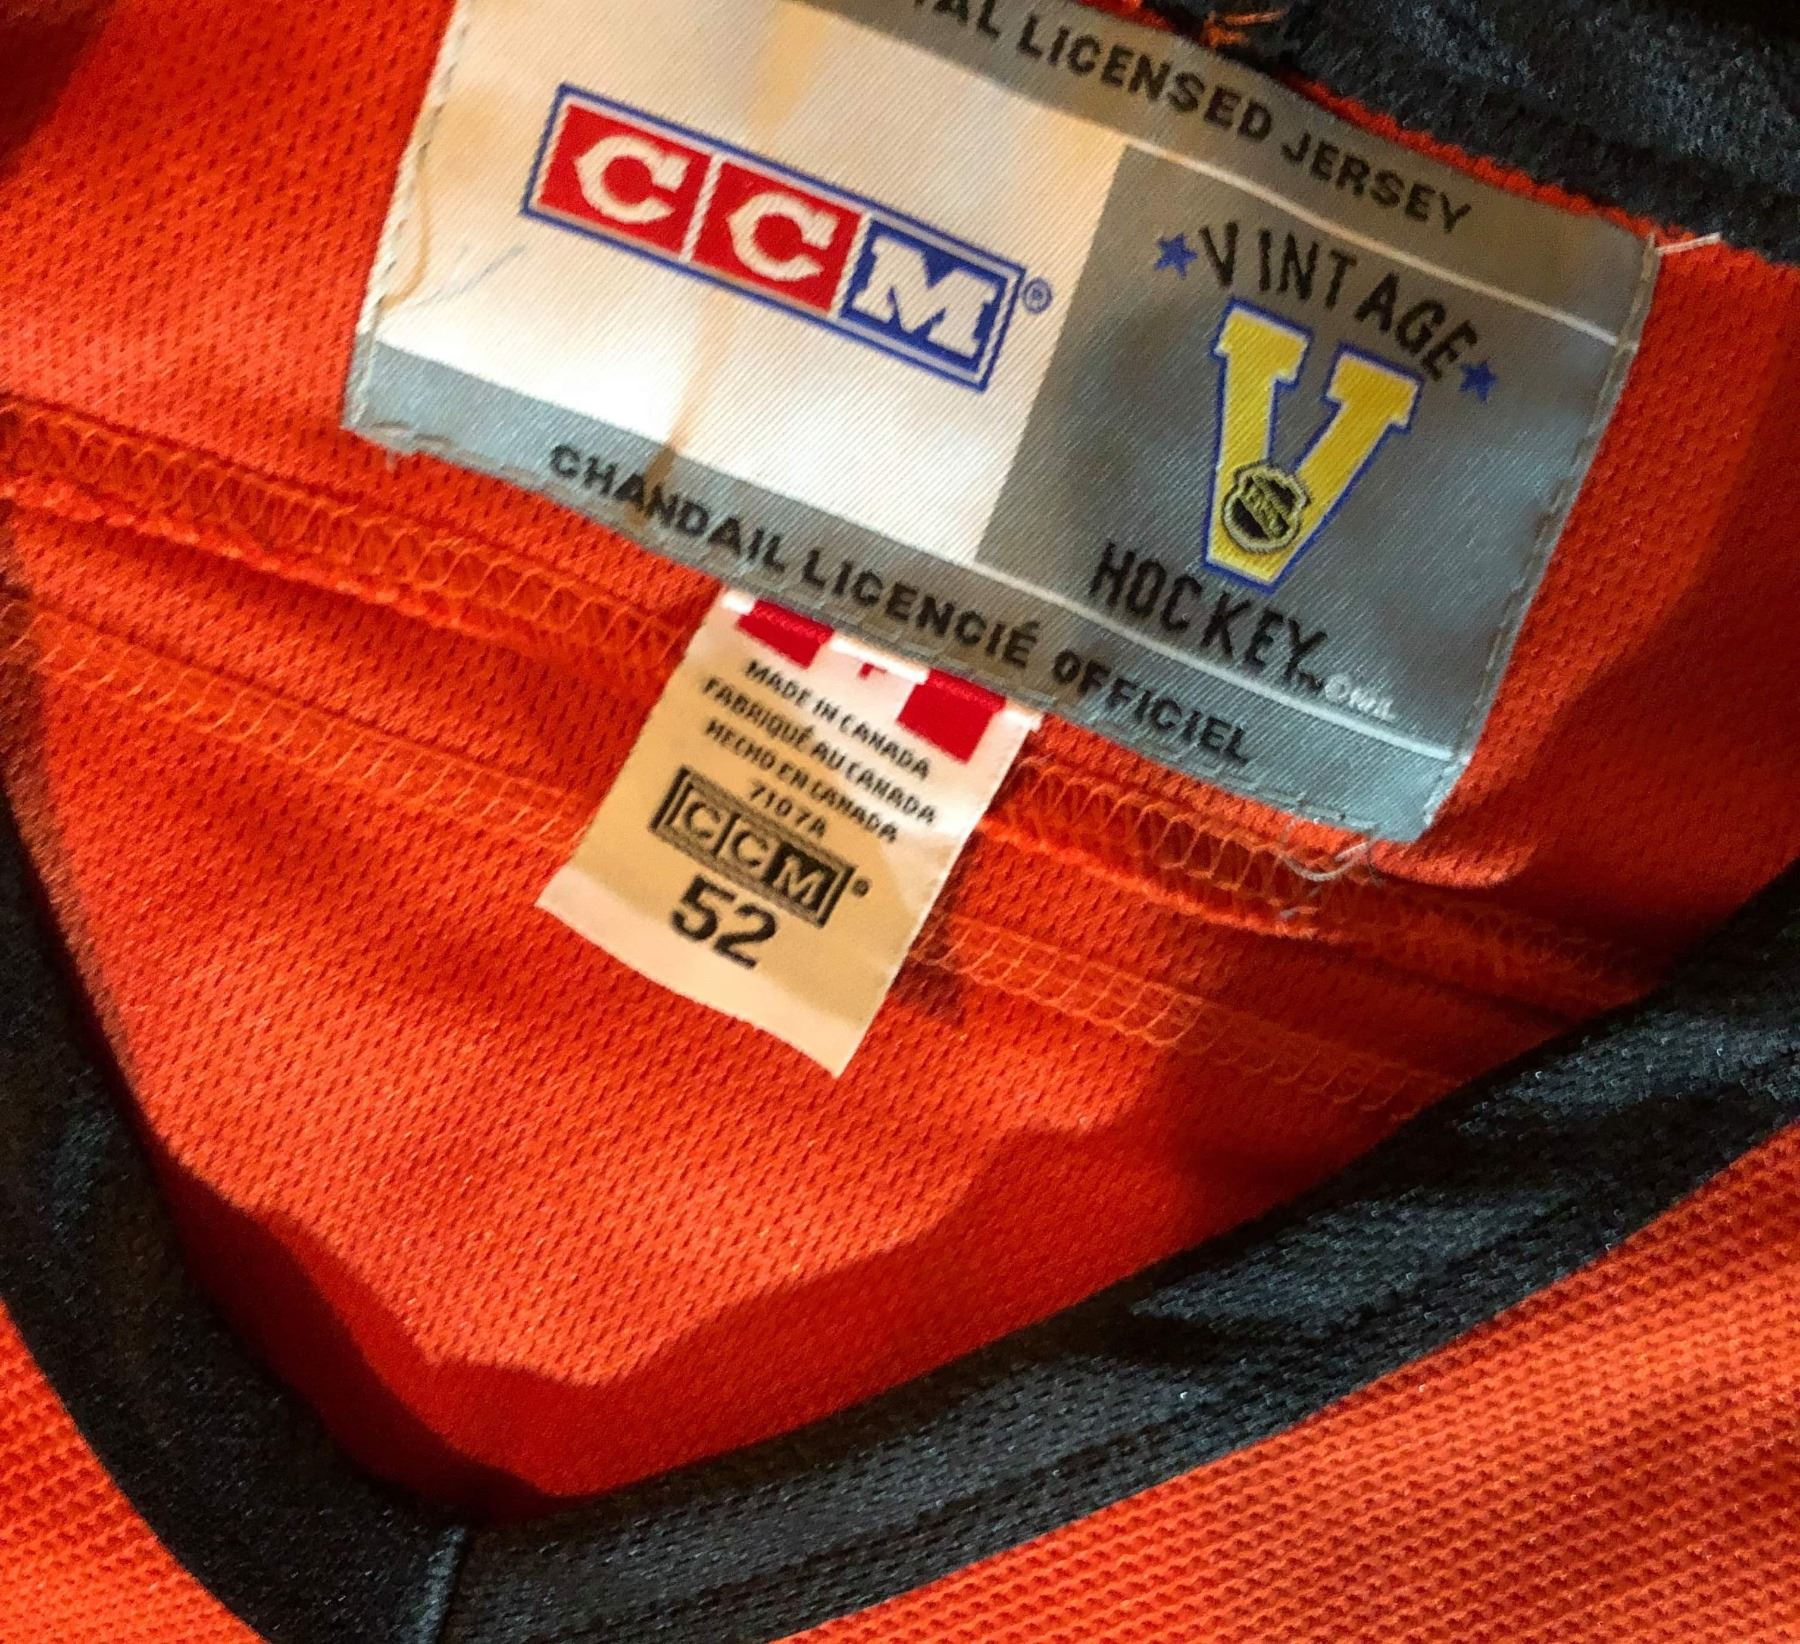 LICENSED JERSEY
CCM®
VINTAGE
V
NHL
HOCKEY
CHANDAIL LICENCIÉ OFFICIEL
MADE IN CANADA
FABRIQUÉ AU CANADA
HECHO EN CANADA
7107A
CCM
52